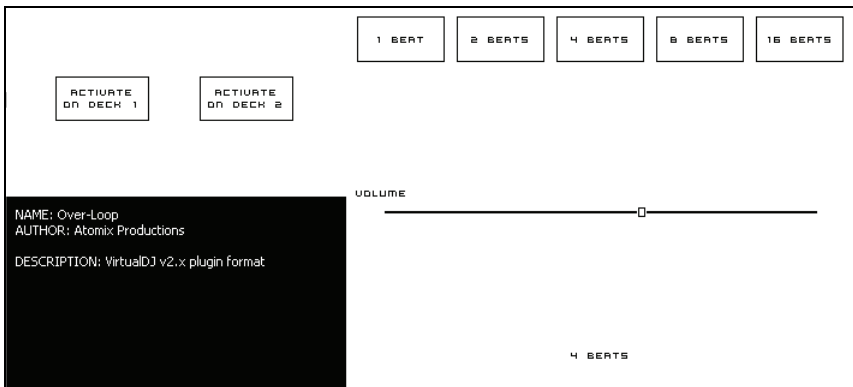 1 BEAT
2 BEATS
4 BEATS
8 BEATS
16 BEATS
ACTIVATE
ON DECK 1
ACTIVATE
ON DECK 2
VOLUME
NAME: Over-Loop
AUTHOR: Atomix Productions
DESCRIPTION: VirtualDJ v2.x plugin format
4 BEATS